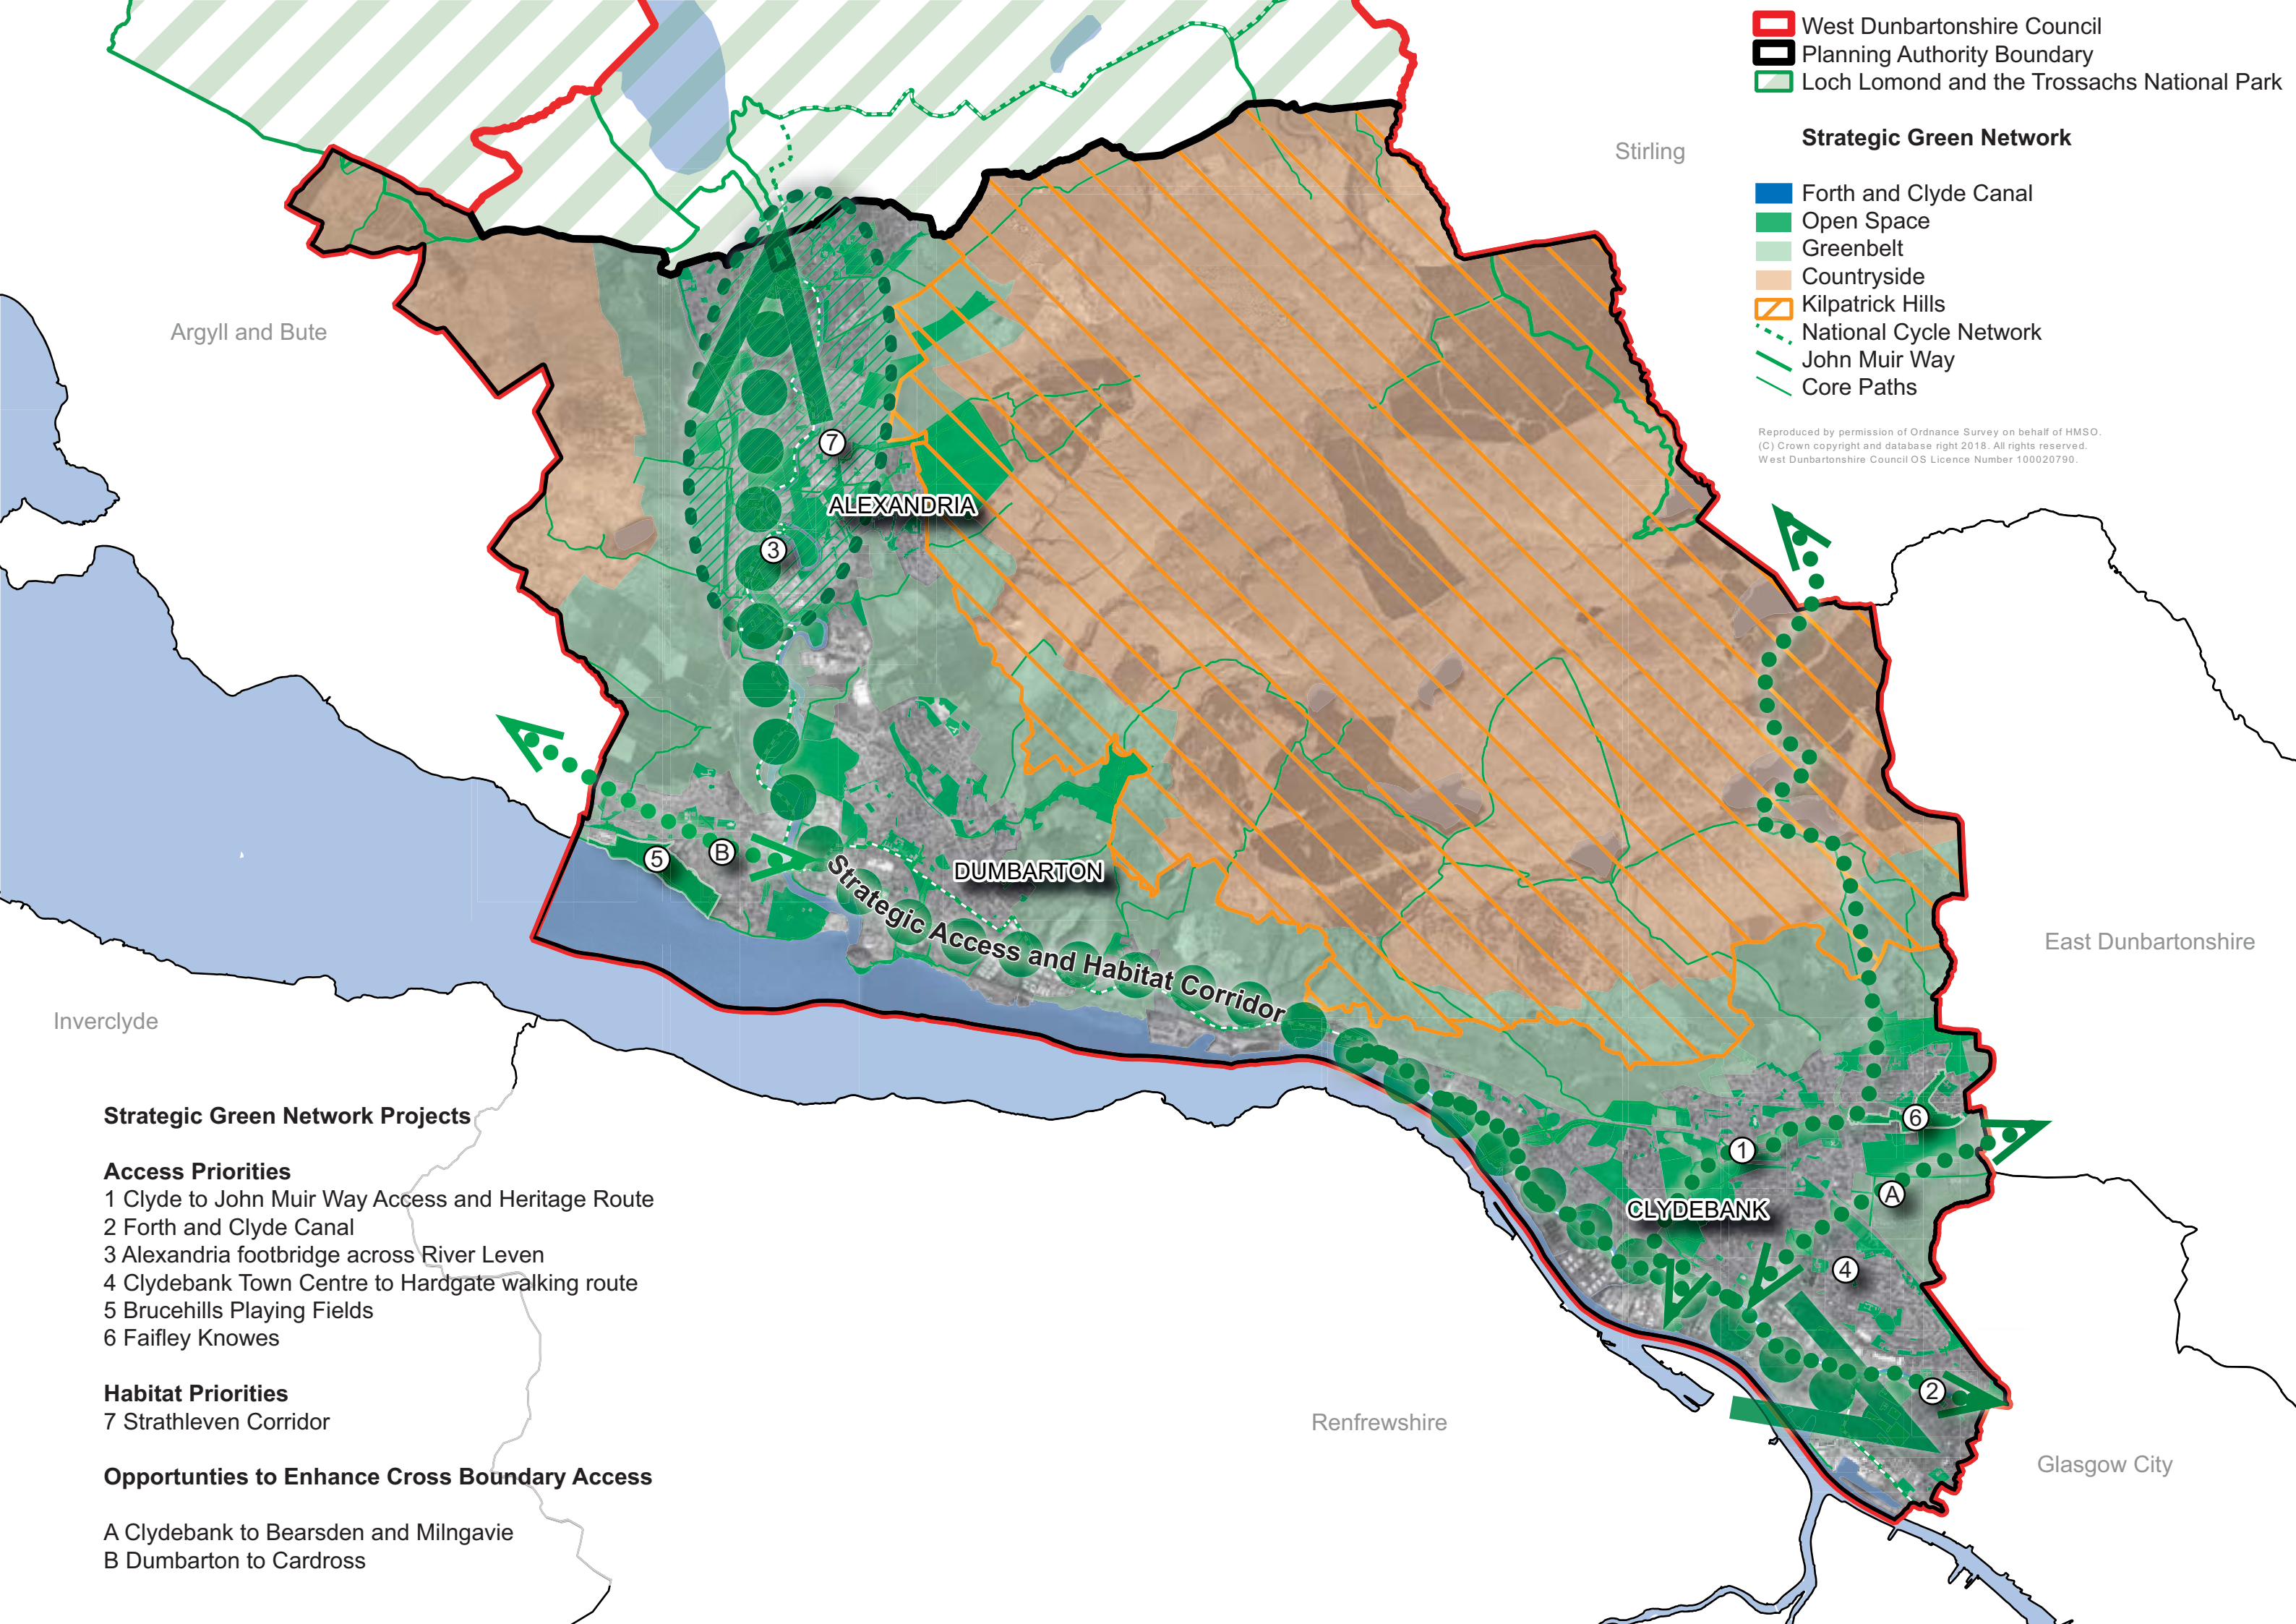 West Dunbartonshire Council
Planning Authority Boundary
Loch Lomond and the Trossachs National Park
Strategic Green Network
Forth and Clyde Canal
Open Space
Greenbelt
Countryside
Kilpatrick Hills
National Cycle Network
John Muir Way
Core Paths
Reproduced by permission of Ordnance Survey on behalf of HMSO.
(C) Crown copyright and database right 2018. All rights reserved.
West Dunbartonshire Council OS Licence Number 100020790.
Stirling
Argyll and Bute
7
ALEXANDRIA
3
5
B
DUMBARTON
Strategic Access and Habitat Corridor
East Dunbartonshire
Inverclyde
6
1
A
CLYDEBANK
4
2
Renfrewshire
Glasgow City
Strategic Green Network Projects
Access Priorities
1 Clyde to John Muir Way Access and Heritage Route
2 Forth and Clyde Canal
3 Alexandria footbridge across River Leven
4 Clydebank Town Centre to Hardgate walking route
5 Brucehills Playing Fields
6 Faifley Knowes
Habitat Priorities
7 Strathleven Corridor
Opportunties to Enhance Cross Boundary Access
A Clydebank to Bearsden and Milngavie
B Dumbarton to Cardross